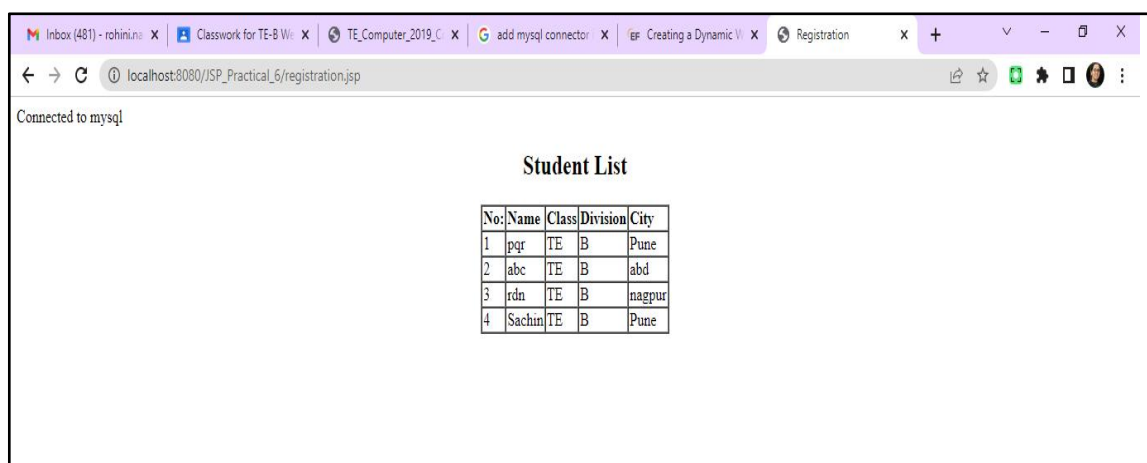 Inbox (481) - rohini.na
Classwork for TE-B We
TE_Computer_2019_C
add mysql connector
EF Creating a Dynamic W
Registration
localhost:8080/JSP_Practical_6/registration.jsp
Connected to mysql
Student List
No: Name Class Division City
1 pqr TE B Pune
2 abc TE B abd
3 rdn TE B nagpur
4 Sachin TE B Pune